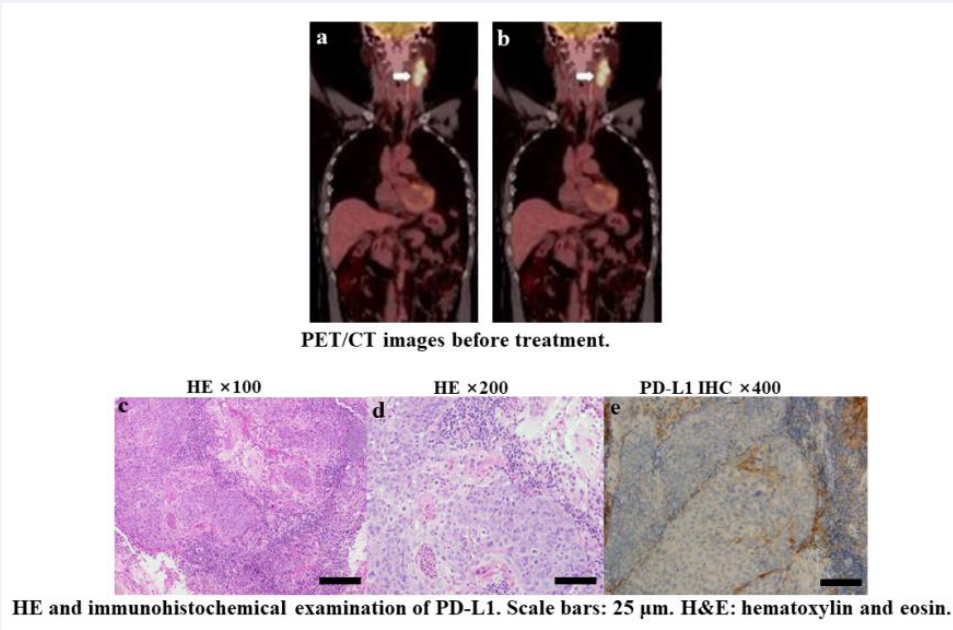 a b
PET/CT images before treatment.
HE ×100 HE ×200 PD-L1 IHC ×400
c d e
HE and immunohistochemical examination of PD-L1. Scale bars: 25 μm. H&E: hematoxylin and eosin.